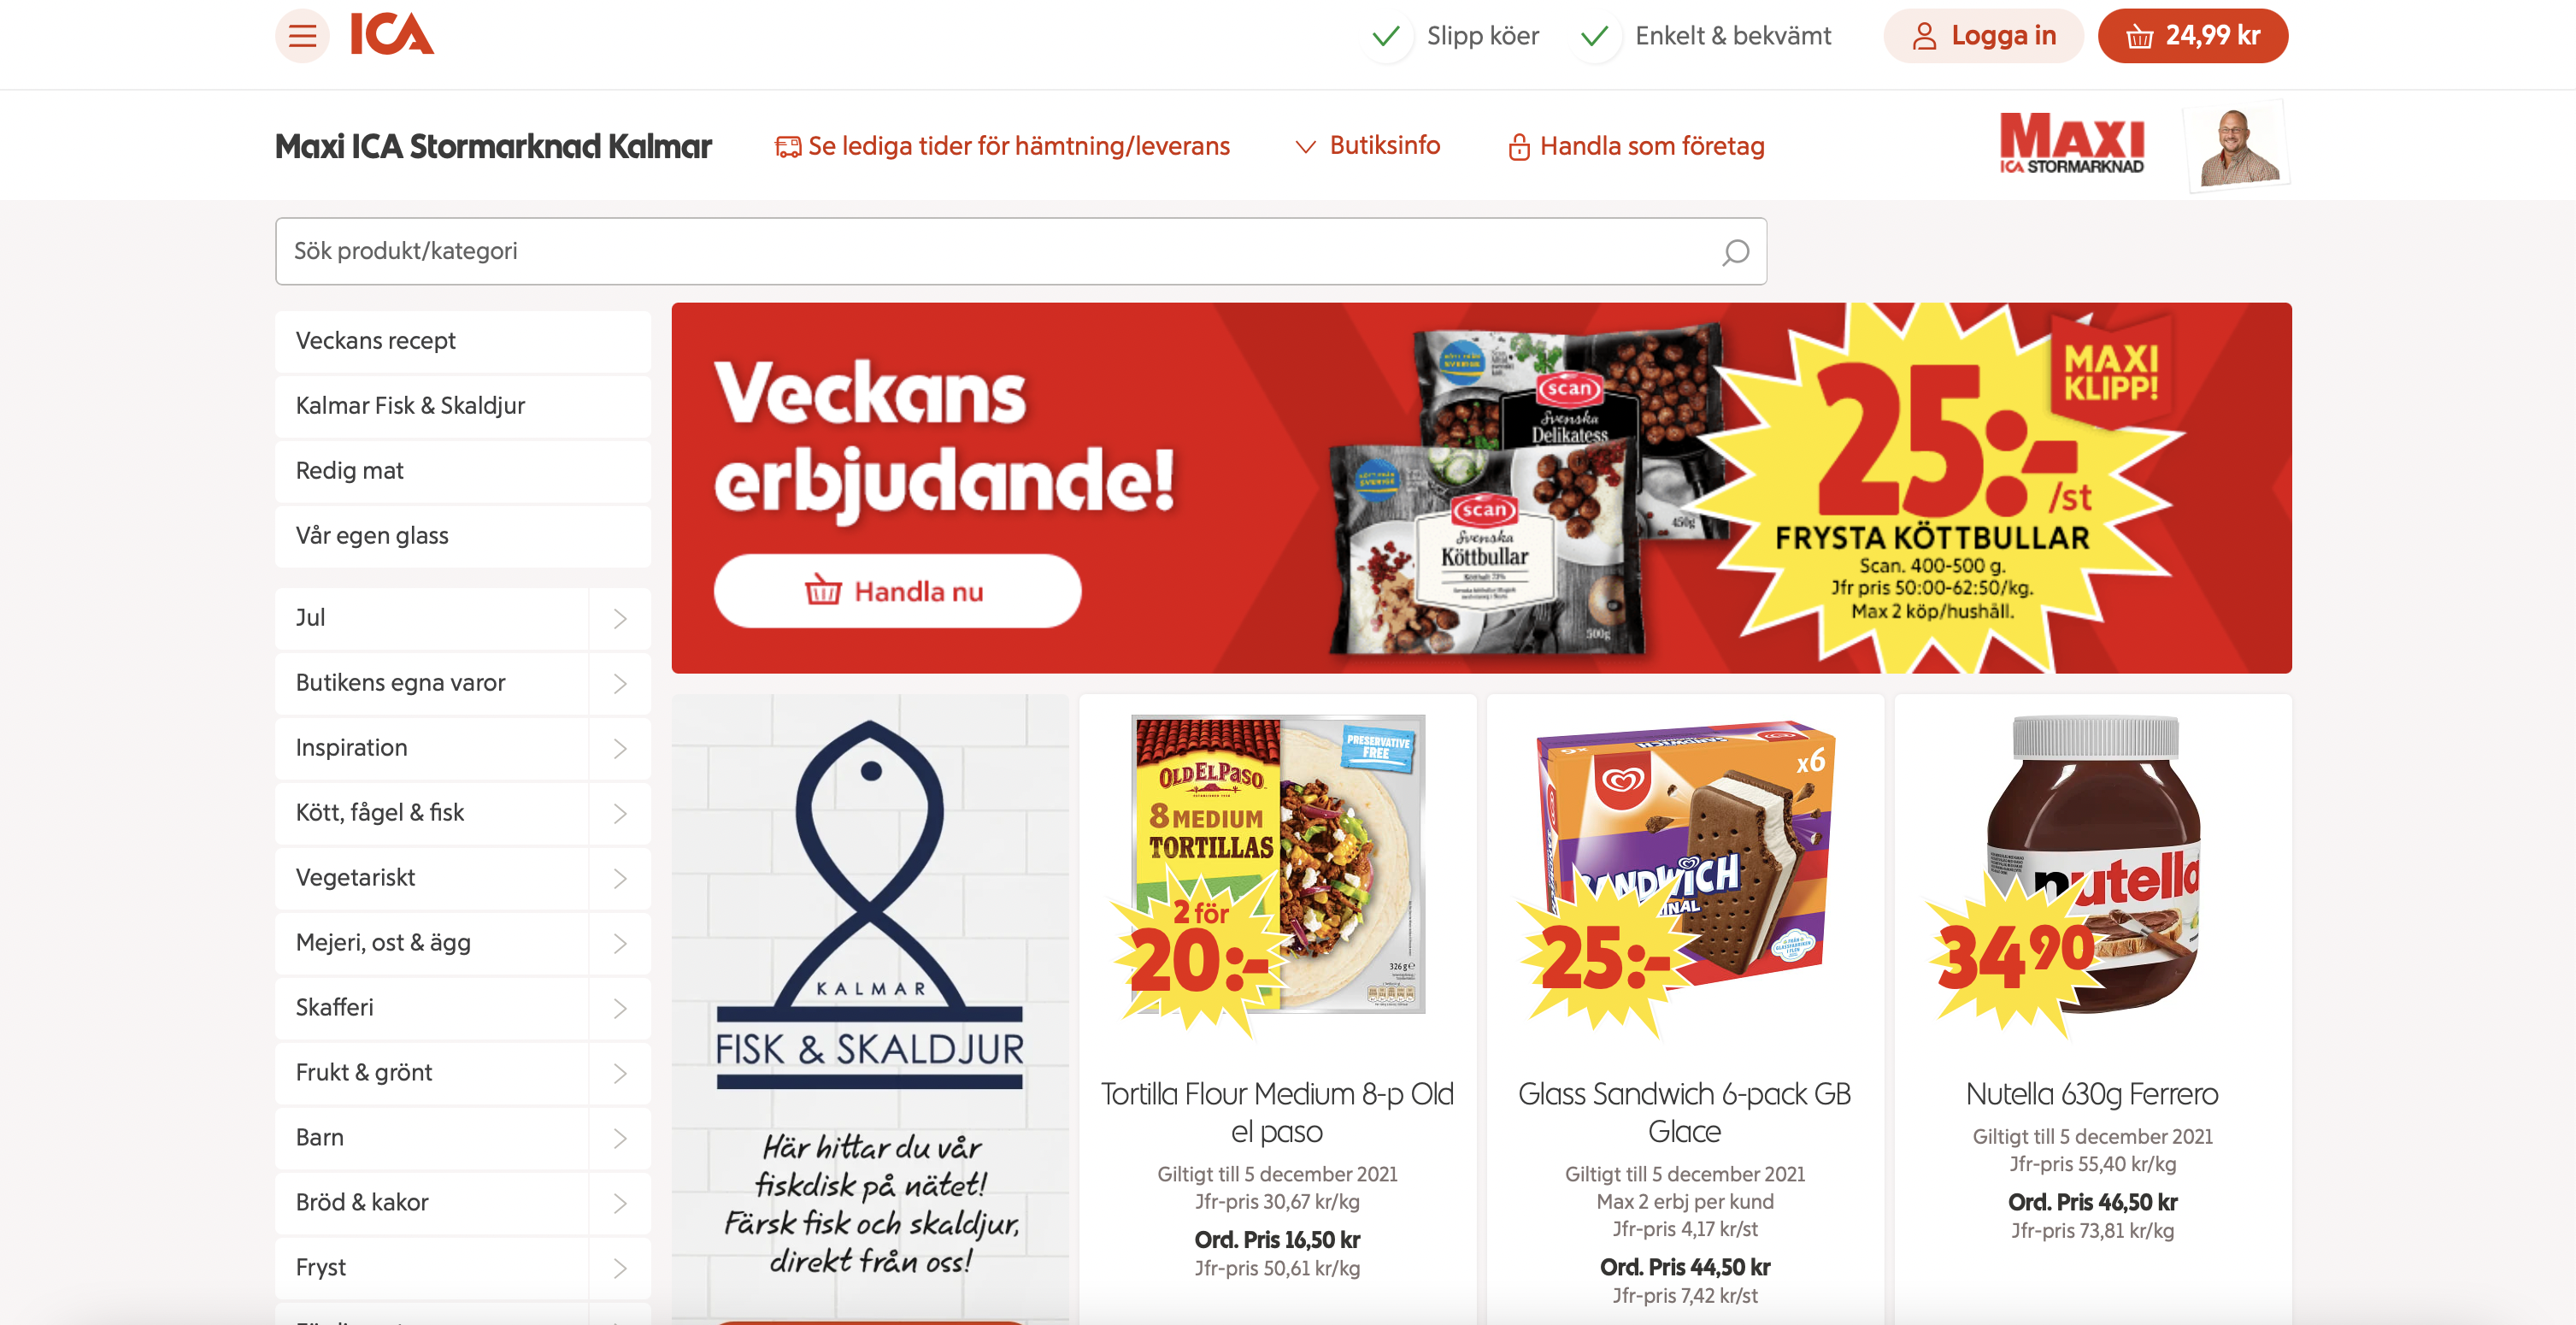 ICA
Slipp köer
Enkelt & bekvämt
Logga in
24,99 kr
Maxi ICA Stormarknad Kalmar
Se lediga tider för hämtning/leverans
Butiksinfo
Handla som företag
MAXI
ICA STORMARKNAD
Sök produkt/kategori
Veckans recept
Kalmar Fisk & Skaldjur
Redig mat
Vår egen glass
Jul
Butikens egna varor
Inspiration
Kött, fågel & fisk
Vegetariskt
Mejeri, ost & ägg
Skafferi
Frukt & grönt
Barn
Bröd & kakor
Fryst
Veckans
erbjudande!
Handla nu
scan
Svenska
Delikatess
450g
SVERIGE
scan
Svenska
Köttbullar
500g
MAXI
KLIPP!
25:-
/st
FRYSTA KÖTTBULLAR
Scan. 400-500 g.
Jfr pris 50:00-62:50/kg.
Max 2 köp/hushåll.
KALMAR
FISK & SKALDJUR
Här hittar du vår
fiskdisk på nätet!
Färsk fisk och skaldjur,
direkt från oss!
PRESERVATIVE
FREE
OLD EL PASO
8 MEDIUM
TORTILLAS
326 g e
2 för
20:-
Tortilla Flour Medium 8-p Old
el paso
Giltigt till 5 december 2021
Jfr-pris 30,67 kr/kg
Ord. Pris 16,50 kr
Jfr-pris 50,61 kr/kg
x6
25:-
Glass Sandwich 6-pack GB
Glace
Giltigt till 5 december 2021
Max 2 erbj per kund
Jfr-pris 4,17 kr/st
Ord. Pris 44,50 kr
Jfr-pris 7,42 kr/st
nutella
3490
Nutella 630g Ferrero
Giltigt till 5 december 2021
Jfr-pris 55,40 kr/kg
Ord. Pris 46,50 kr
Jfr-pris 73,81 kr/kg